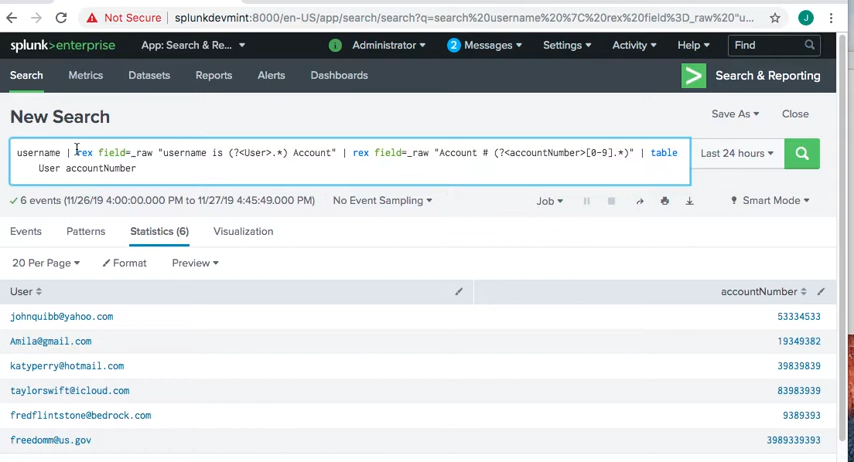 Not Secure | splunkdevmint:8000/en-US/app/search/search?q=search%20username%20%7C%20rex%20field%3D_raw%20"u...
J
splunk>enterprise App: Search & Re... i Administrator 2 Messages Settings Activity Help Find
Search Metrics Datasets Reports Alerts Dashboards > Search & Reporting
New Search Save As Close
username | rex field=_raw "username is (?<User>.*) Account" | rex field=_raw "Account # (?<accountNumber>[0-9].*)" | table Last 24 hours
User accountNumber
✓ 6 events (11/26/19 4:00:00.000 PM to 11/27/19 4:45:49.000 PM) No Event Sampling Job Smart Mode
Events Patterns Statistics (6) Visualization
20 Per Page Format Preview
User accountNumber
johnquibb@yahoo.com 53334533
Amila@gmail.com 19349382
katyperry@hotmail.com 39839839
taylorswift@icloud.com 83983939
fredflintstone@bedrock.com 9389393
freedomm@us.gov 3989339393